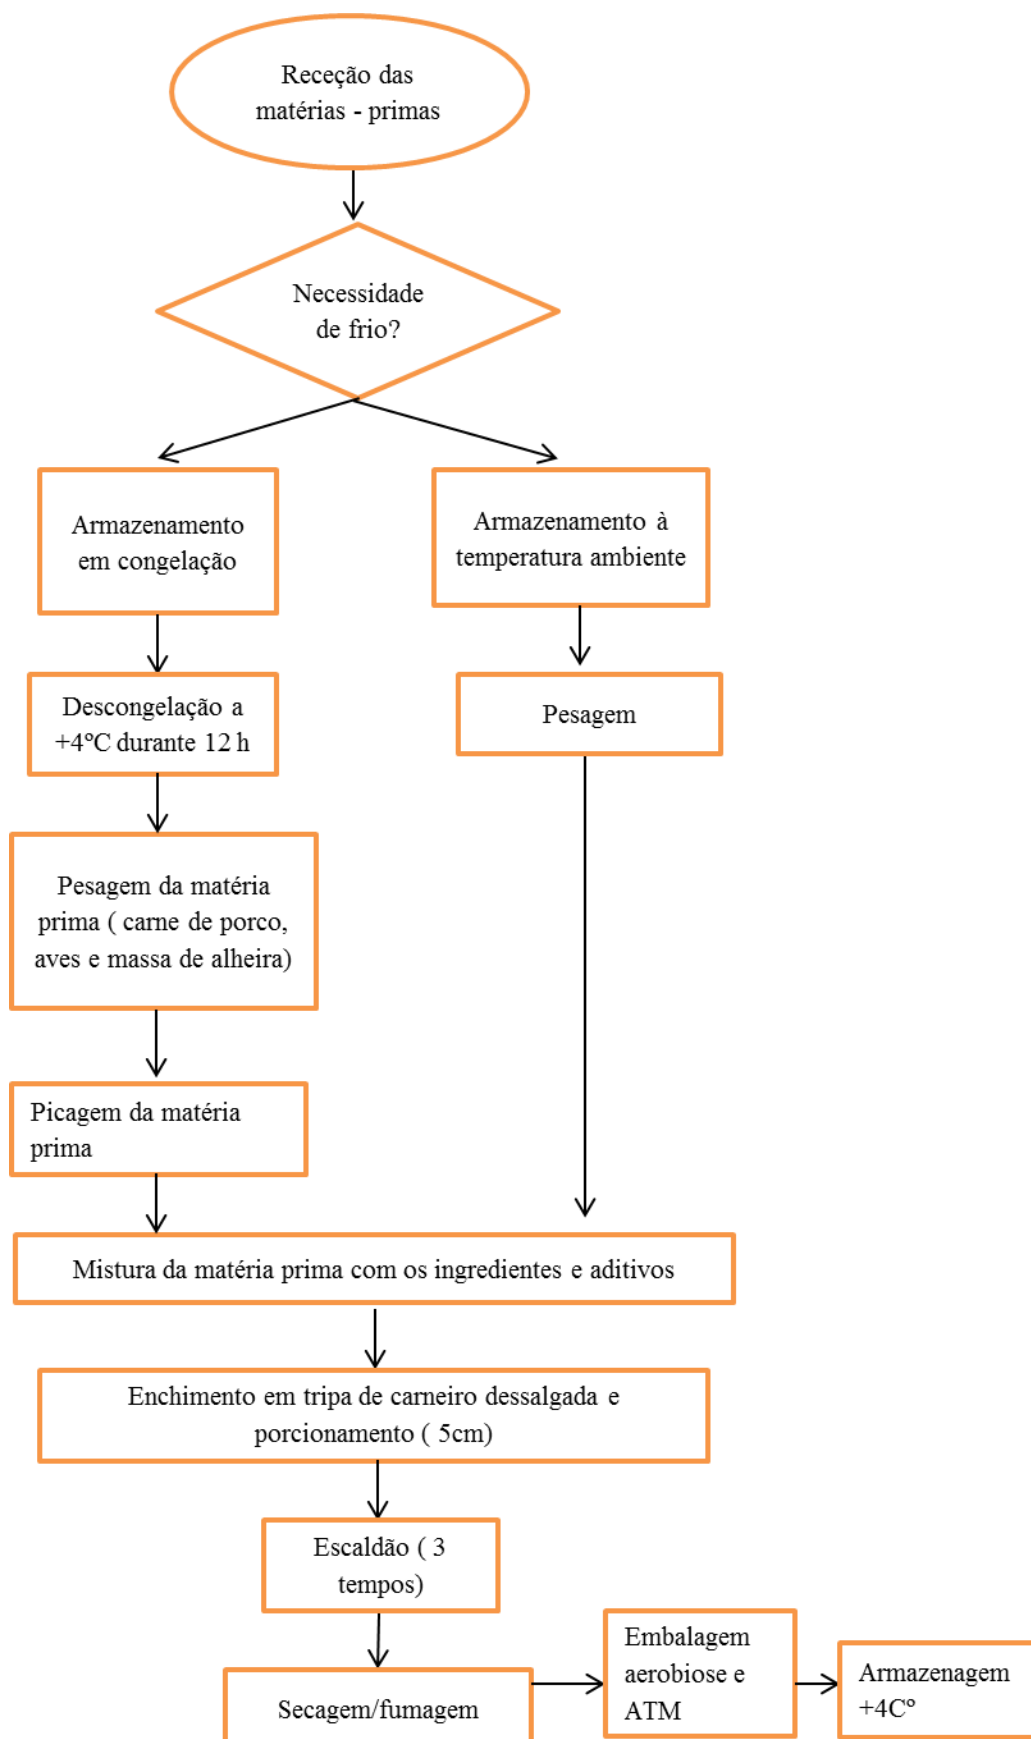 Receção das
matérias - primas
Necessidade
de frio?
Armazenamento
em congelação
Armazenamento à
temperatura ambiente
Descongelação a
+4ºC durante 12 h
Pesagem
Pesagem da matéria
prima ( carne de porco,
aves e massa de alheira)
Picagem da matéria
prima
Mistura da matéria prima com os ingredientes e aditivos
Enchimento em tripa de carneiro dessalgada e
porcionamento ( 5cm)
Escaldão ( 3
tempos)
Secagem/fumagem
Embalagem
aerobiose e
ATM
Armazenagem
+4Cº